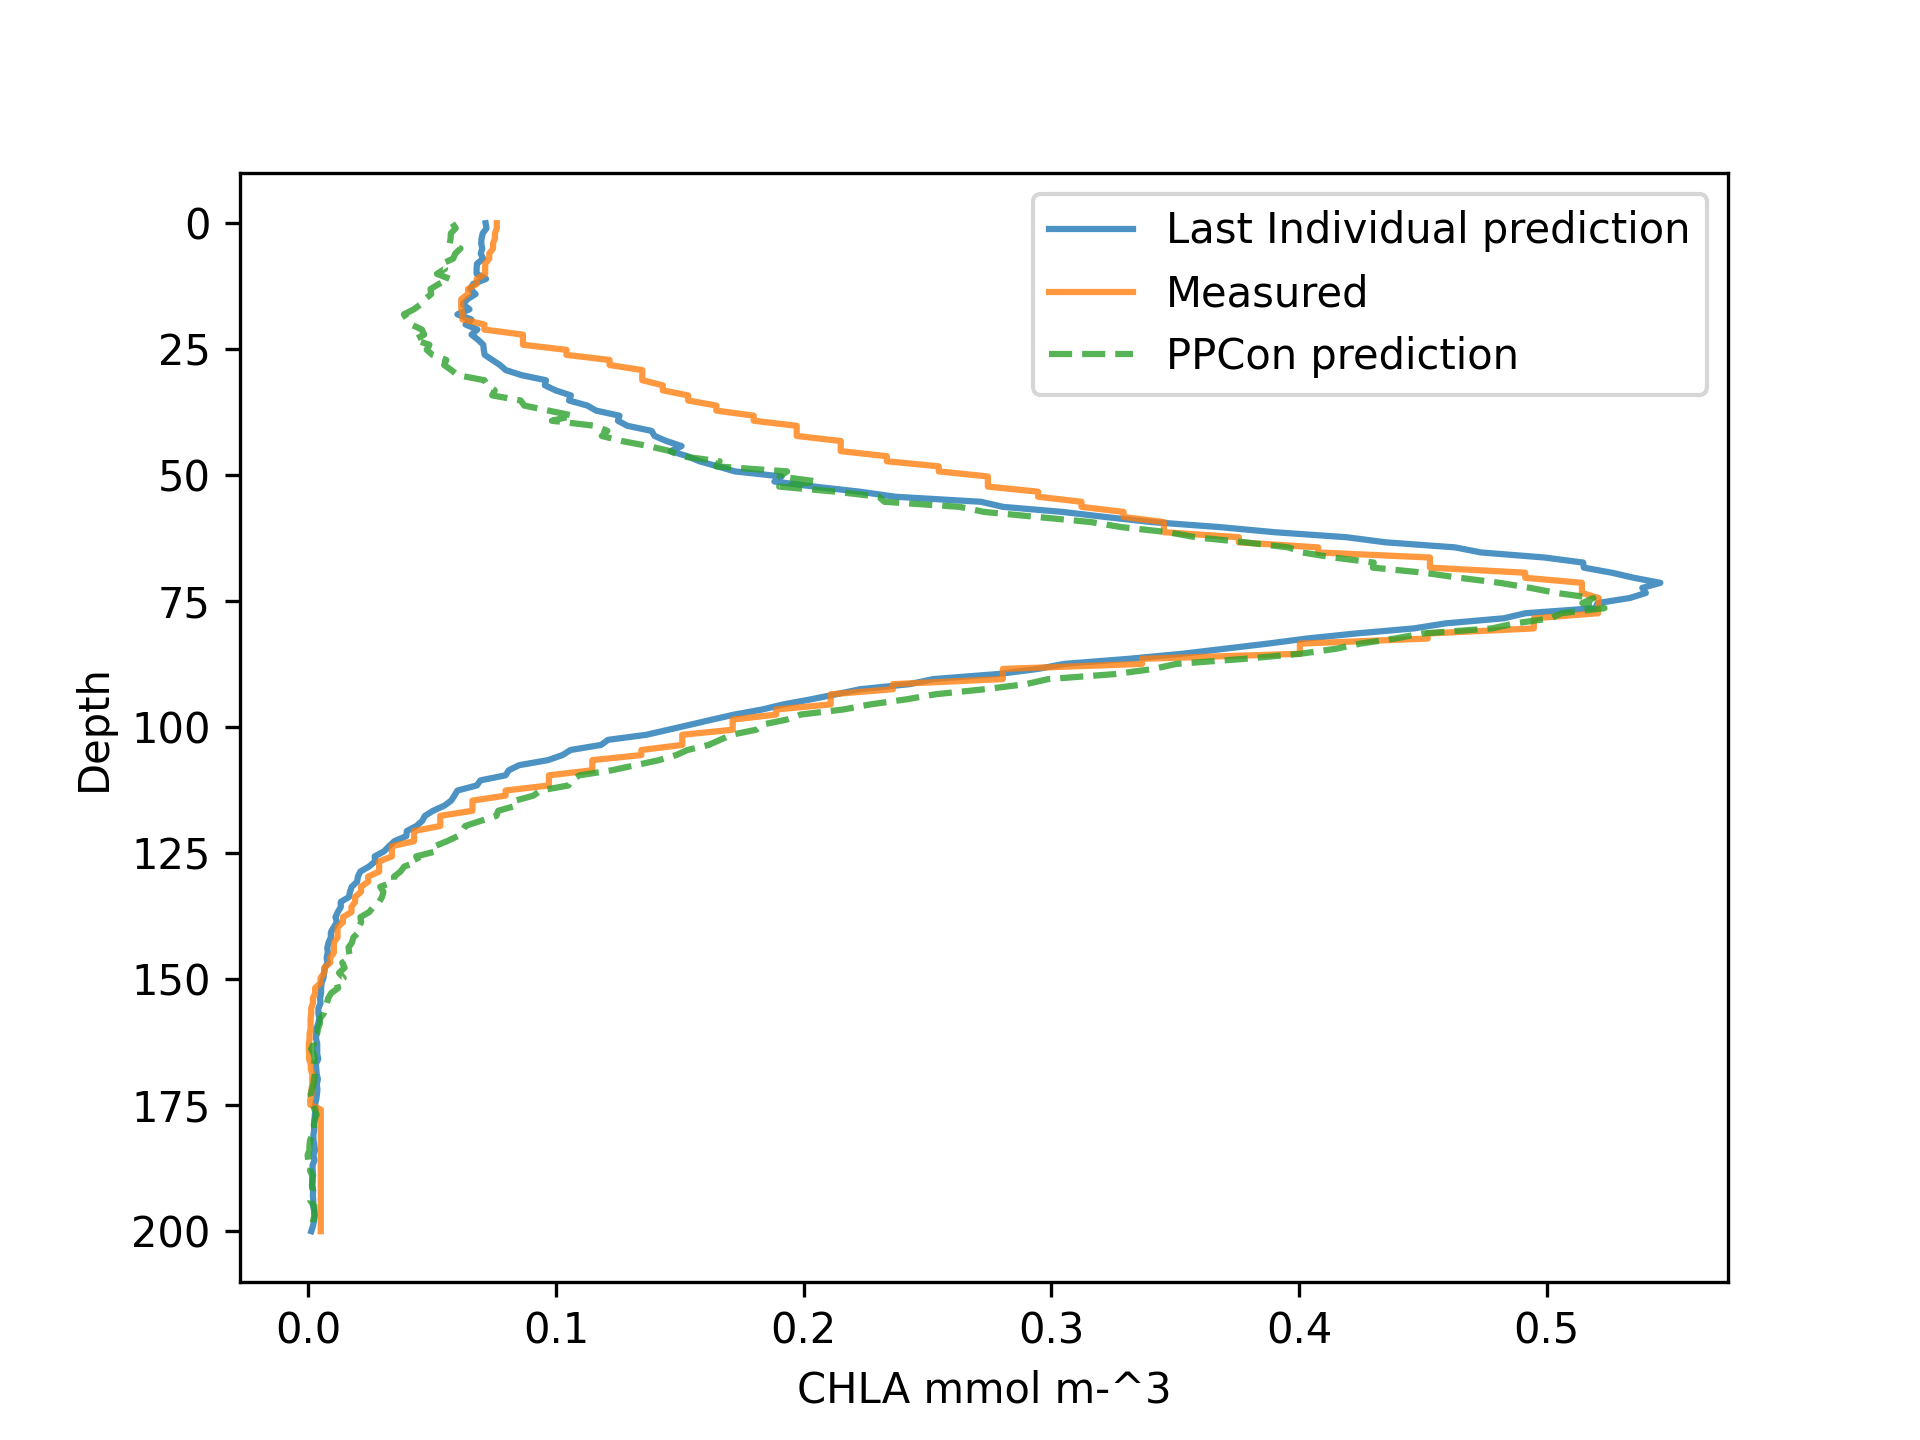 Last Individual prediction
Measured
PPCon prediction
0
25
50
75
100
125
150
175
200
Depth
0.0 0.1 0.2 0.3 0.4 0.5
CHLA mmol m-^3